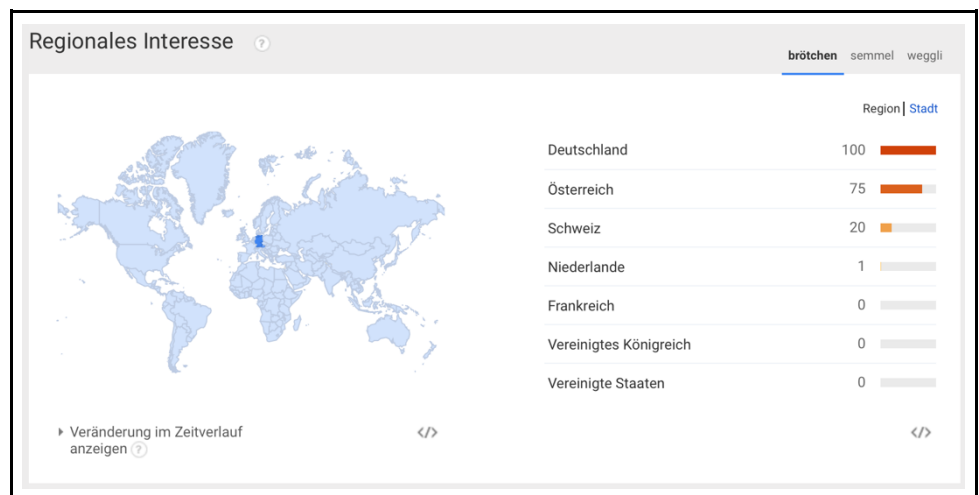 Regionales Interesse ?
brötchen semmel weggli
Region | Stadt
Deutschland 100
Österreich 75
Schweiz 20
Niederlande 1
Frankreich 0
Vereinigtes Königreich 0
Vereinigte Staaten 0
Veränderung im Zeitverlauf
anzeigen ?
</> </>